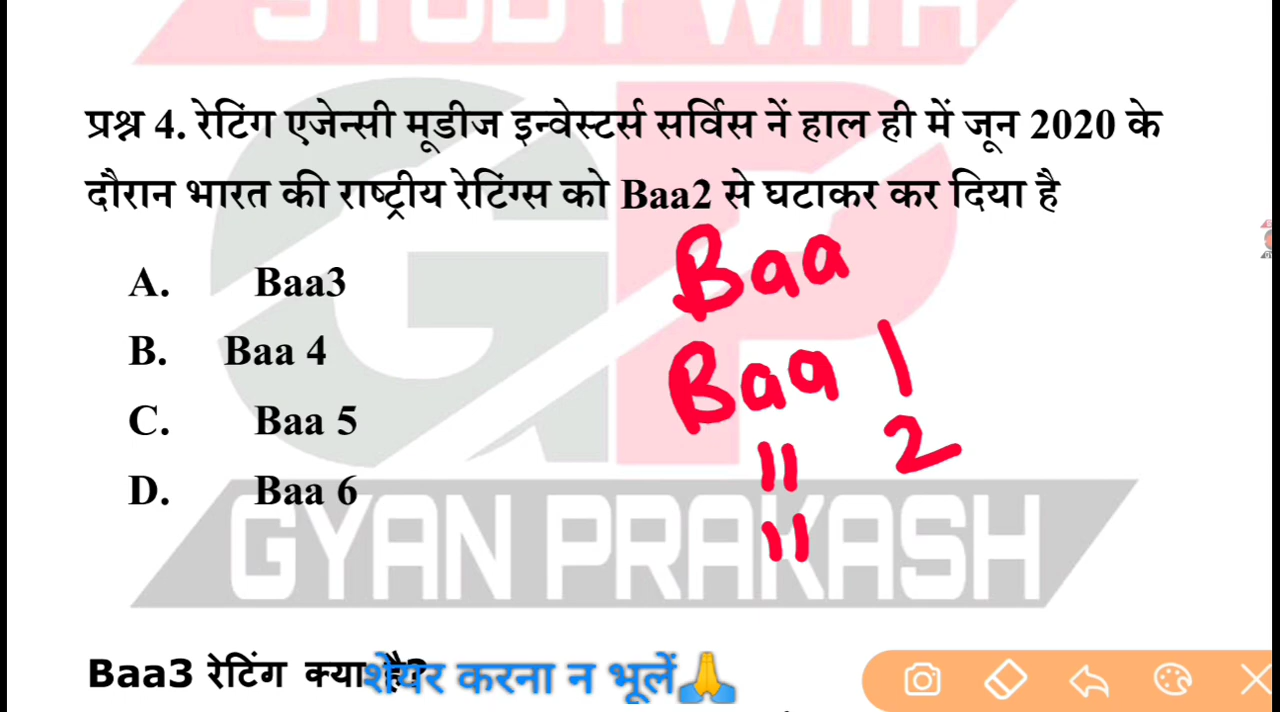 STUDY WITH
प्रश्न 4. रेटिंग एजेन्सी मूडीज इन्वेस्टर्स सर्विस नें हाल ही में जून 2020 के
दौरान भारत की राष्ट्रीय रेटिंग्स को Baa2 से घटाकर कर दिया है
A. Baa3
B. Baa 4
C. Baa 5
D. Baa 6
Baa
Baa 1
" 2
"
GP
GYAN PRAKASH
Baa3 रेटिंग क्या है?
शेयर करना न भूलें🙏